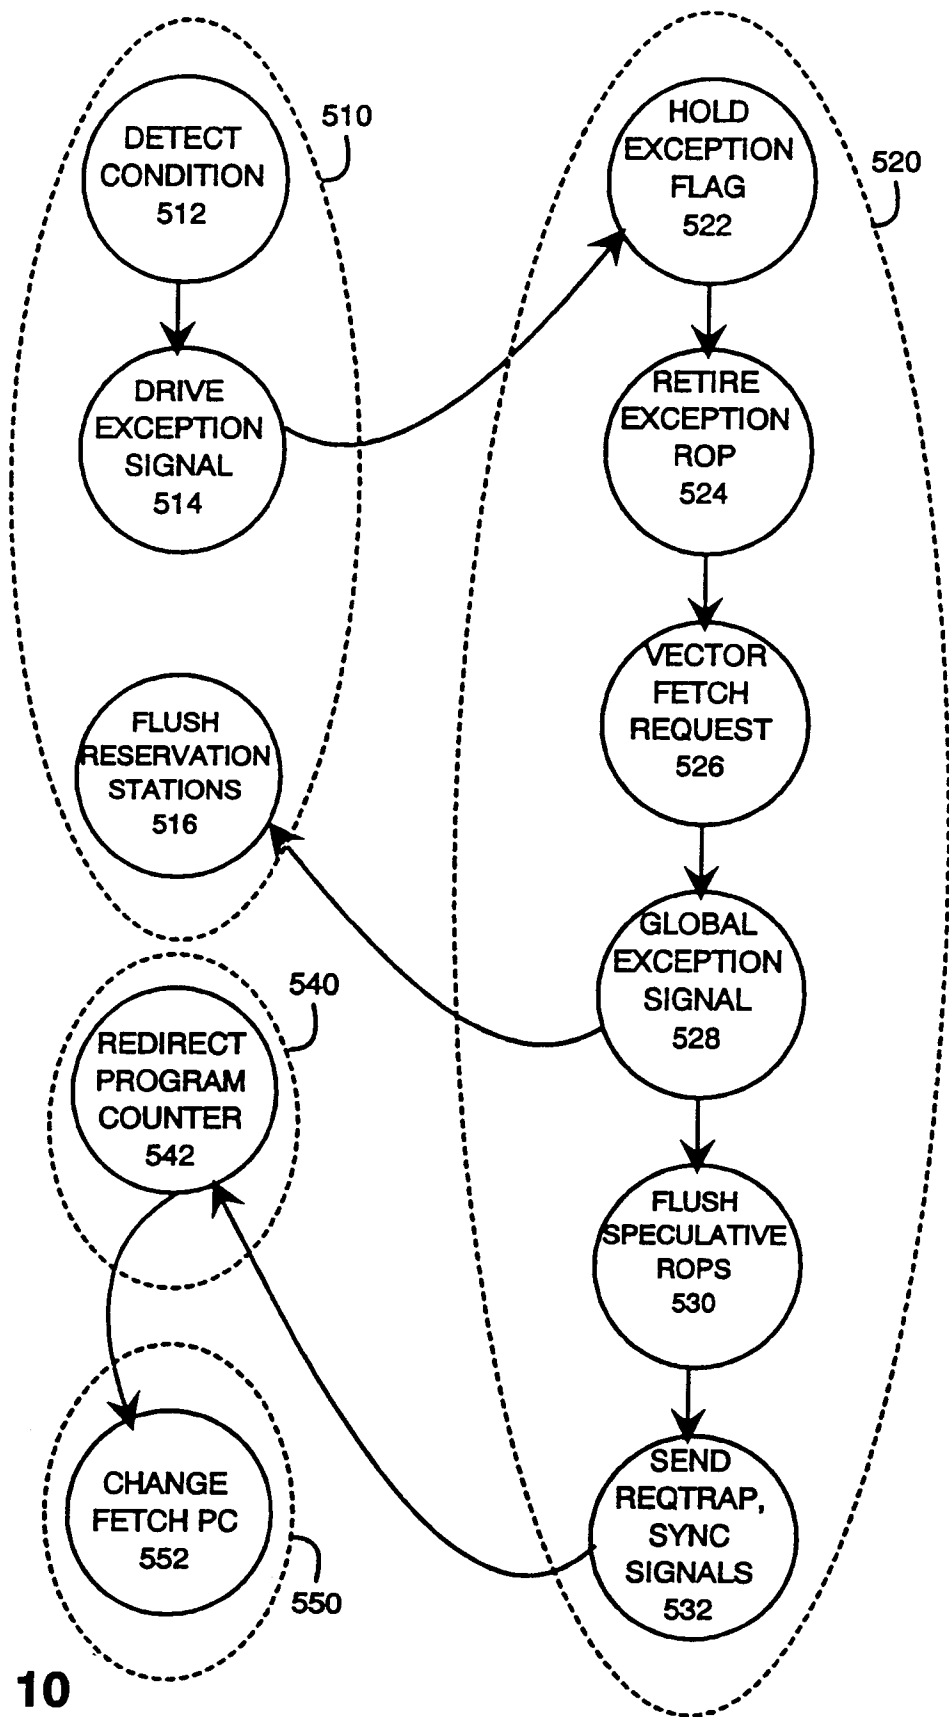 DETECT
CONDITION
512
510
DRIVE
EXCEPTION
SIGNAL
514
FLUSH
RESERVATION
STATIONS
516
HOLD
EXCEPTION
FLAG
522
520
RETIRE
EXCEPTION
ROP
524
VECTOR
FETCH
REQUEST
526
GLOBAL
EXCEPTION
SIGNAL
528
FLUSH
SPECULATIVE
ROPS
530
SEND
REQTRAP,
SYNC
SIGNALS
532
540
REDIRECT
PROGRAM
COUNTER
542
CHANGE
FETCH PC
552
550
10